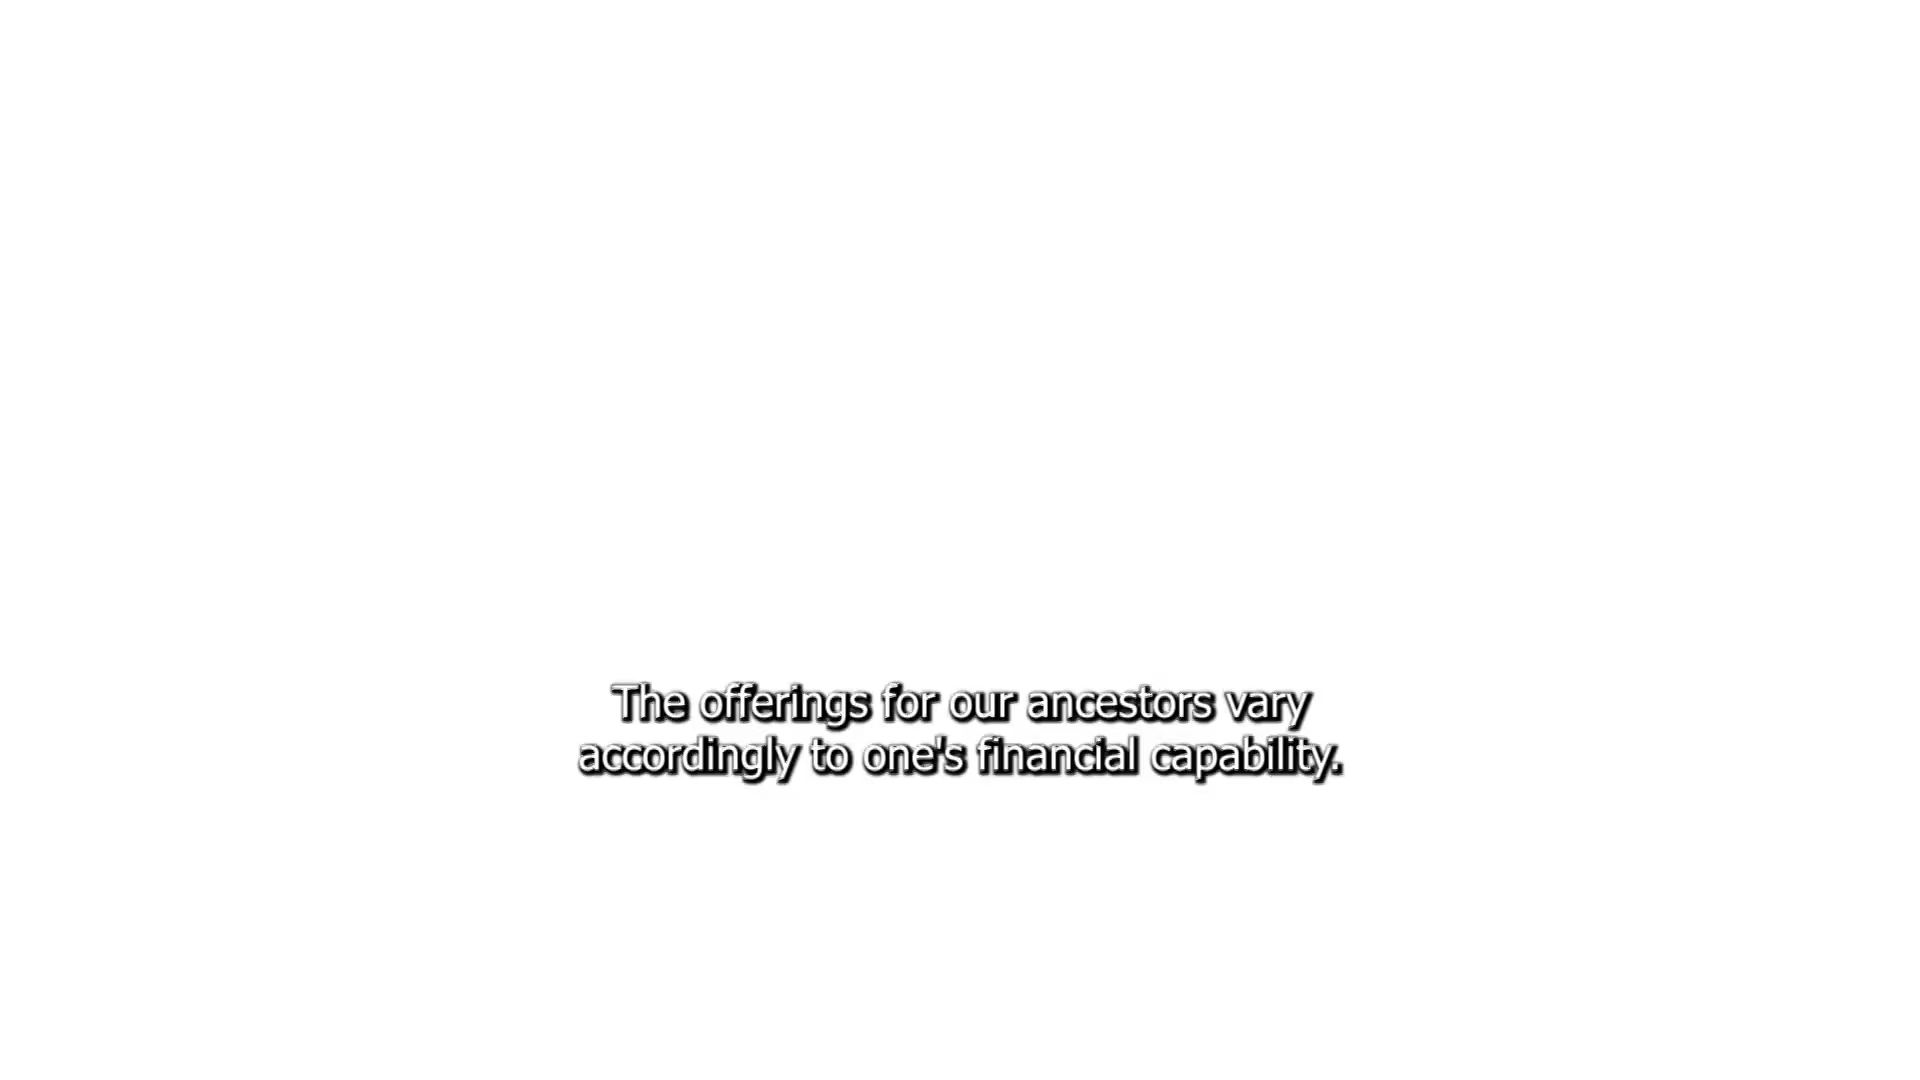 The offerings for our ancestors vary
accordingly to one's financial capability.